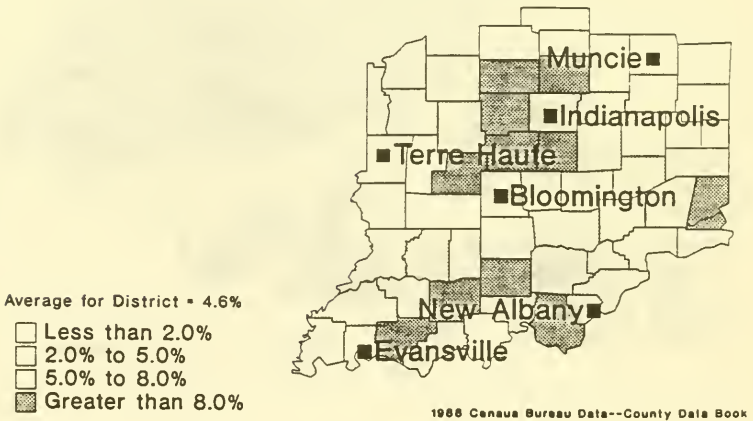 Muncie
Indianapolis
Terre Haute
Bloomington
Average for District = 4.6%
New Albany
Less than 2.0%
2.0% to 5.0%
Evansville
5.0% to 8.0%
Greater than 8.0%
1988 Census Bureau Data--County Data Book